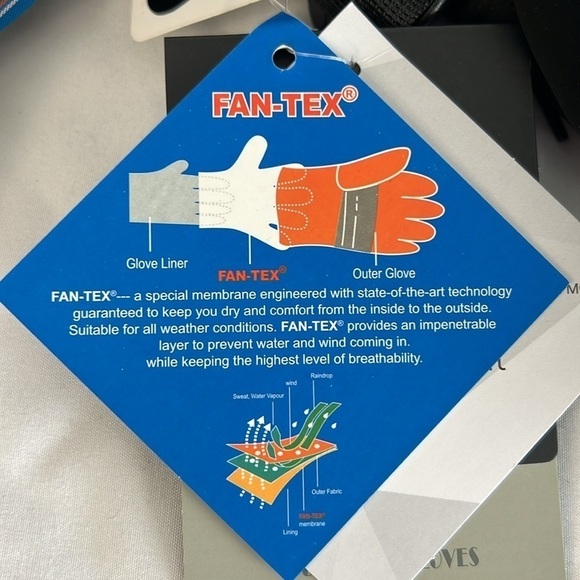 FAN-TEX®
Glove Liner
FAN-TEX®
Outer Glove
FAN-TEX®--- a special membrane engineered with state-of-the-art technology
guaranteed to keep you dry and comfort from the inside to the outside.
Suitable for all weather conditions. FAN-TEX® provides an impenetrable
layer to prevent water and wind coming in.
while keeping the highest level of breathability.
Raindrop
wind
Sweat, Water Vapour
Outer Fabric
FAN-TEX®
membrane
Lining